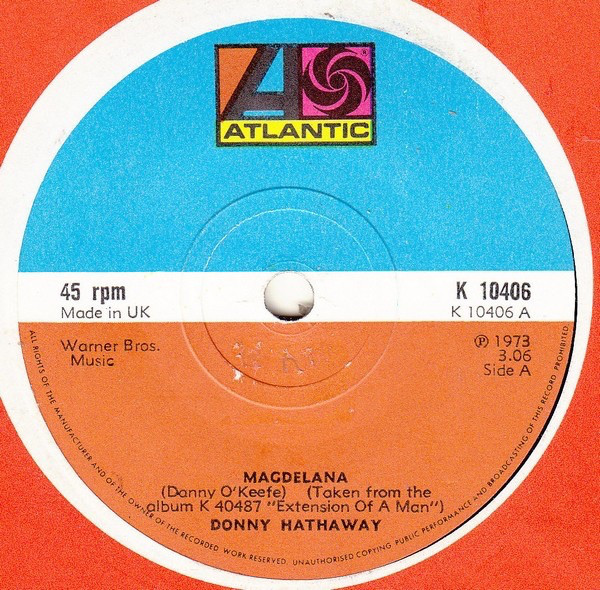 ATLANTIC
®
45 rpm
Made in UK
K 10406
K 10406 A
Warner Bros.
Music
℗ 1973
3.06
Side A
MAGDELANA
(Danny O'Keefe) (Taken from the
album K 40487 "Extension Of A Man")
DONNY HATHAWAY
ALL RIGHTS OF THE MANUFACTURER AND OF THE OWNER OF THE RECORDED WORK RESERVED. UNAUTHORISED COPYING PUBLIC PERFORMANCE AND BROADCASTING OF THIS RECORD PROHIBITED.